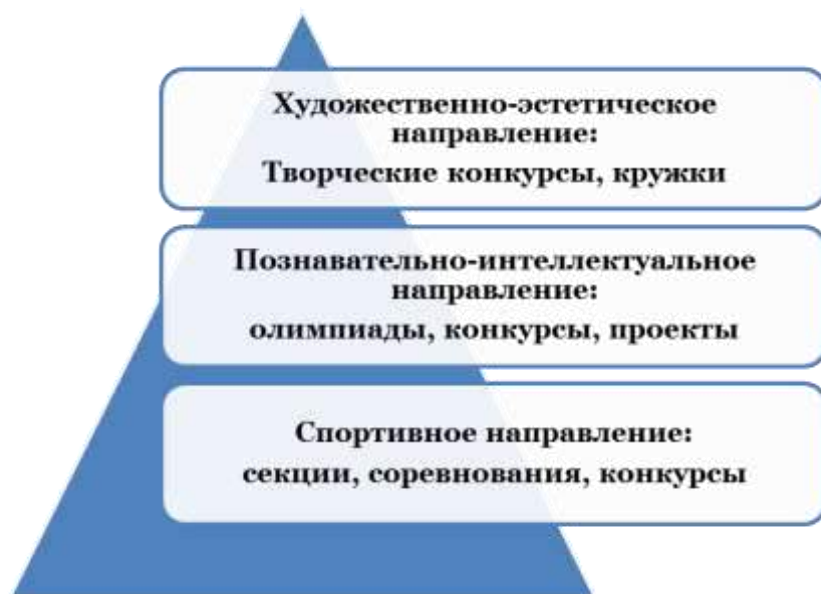 Художественно-эстетическое
направление:
Творческие конкурсы, кружки
Познавательно-интеллектуальное
направление:
олимпиады, конкурсы, проекты
Спортивное направление:
секции, соревнования, конкурсы